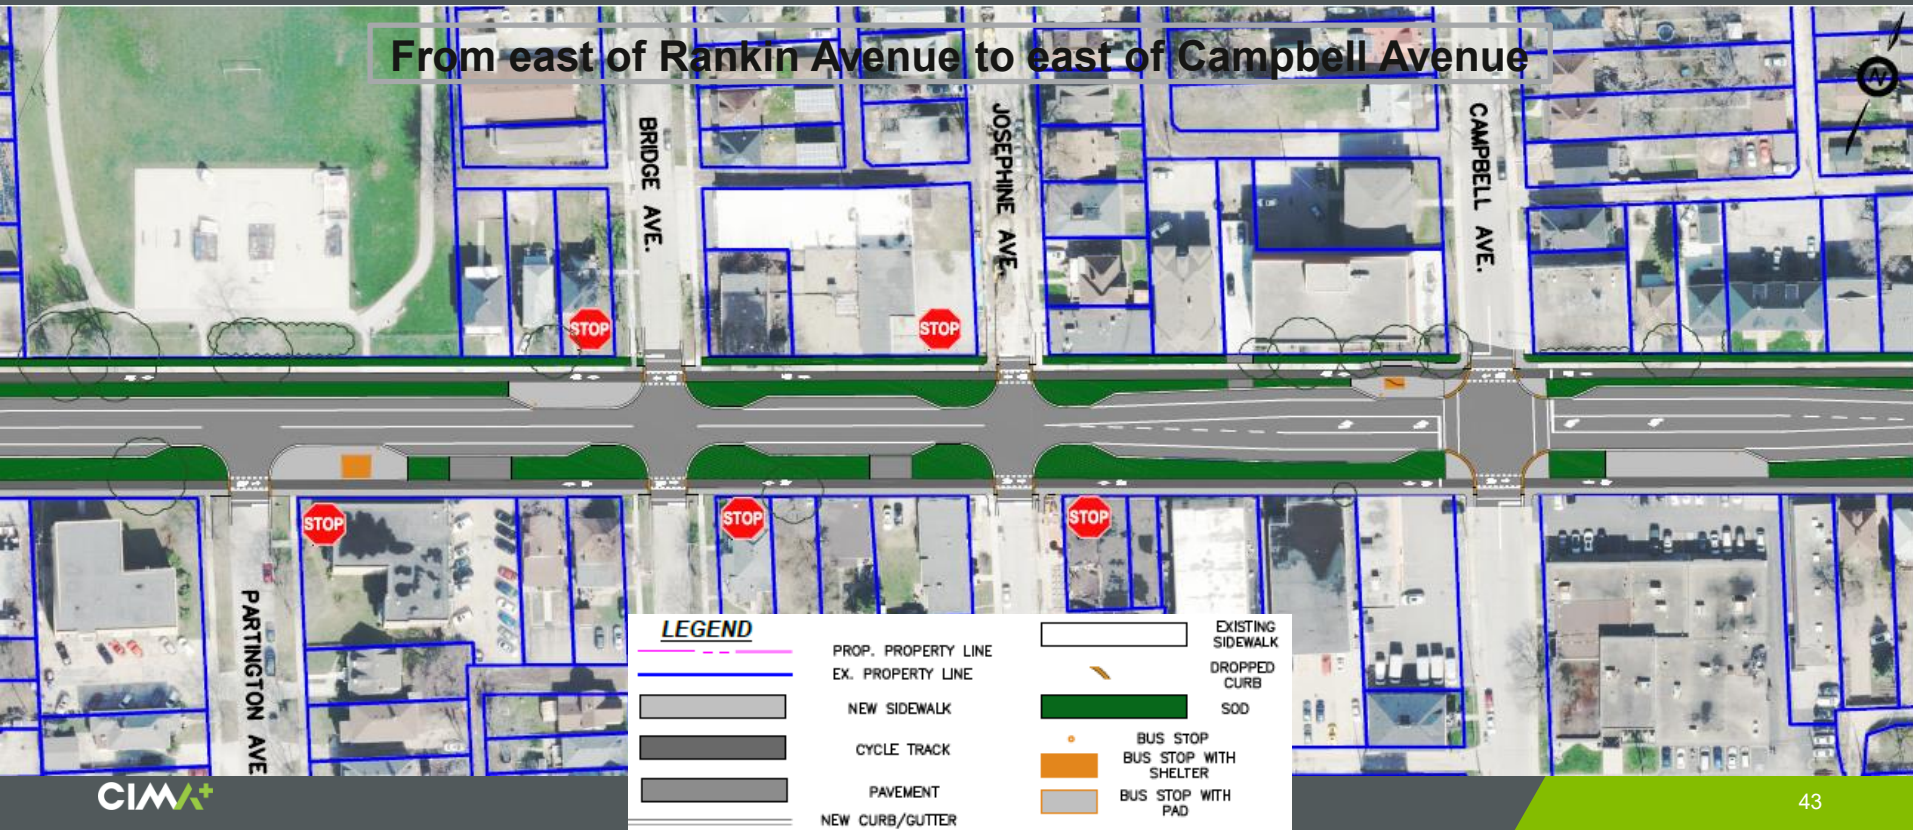 From east of Rankin Avenue to east of Campbell Avenue
N
BRIDGE AVE.
JOSEPHINE AVE.
CAMPBELL AVE.
STOP
STOP
STOP
STOP
STOP
PARTINGTON AVE
LEGEND
PROP. PROPERTY LINE
EX. PROPERTY LINE
NEW SIDEWALK
CYCLE TRACK
PAVEMENT
NEW CURB/GUTTER
EXISTING
SIDEWALK
DROPPED
CURB
SOD
BUS STOP
BUS STOP WITH
SHELTER
BUS STOP WITH
PAD
CIMA+
43